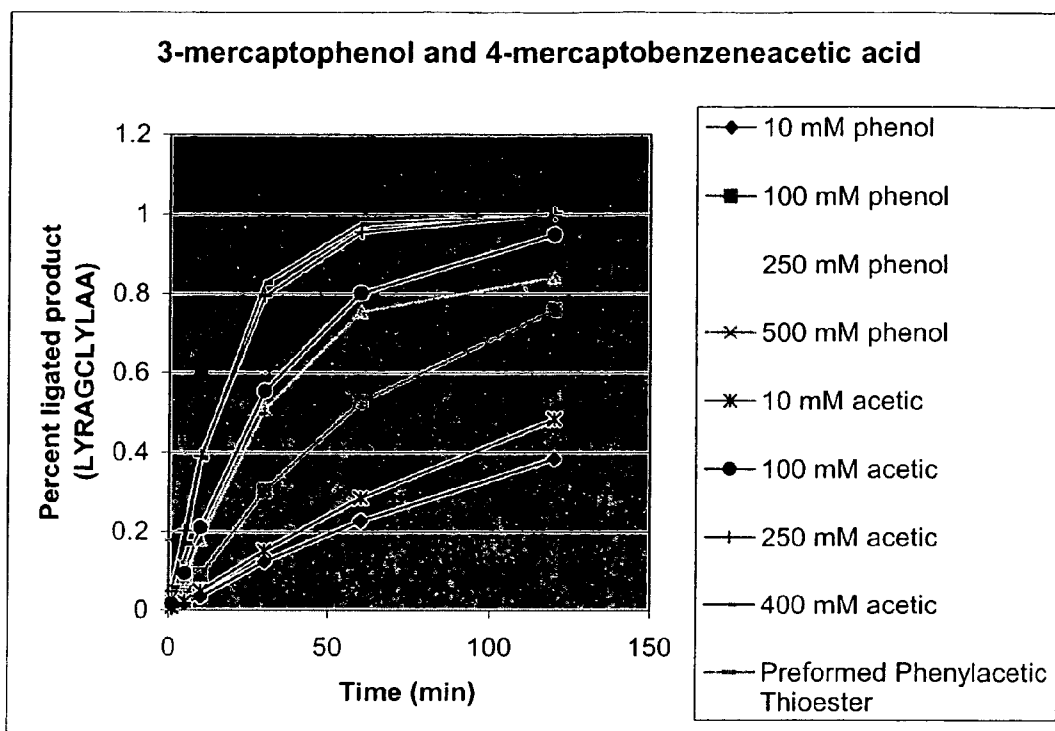 3-mercaptophenol and 4-mercaptobenzeneacetic acid
Percent ligated product
(LYRAGCLYLAA)
1.2
1
0.8
0.6
0.4
0.2
0
0
50
100
150
Time (min)
10 mM phenol
100 mM phenol
250 mM phenol
500 mM phenol
10 mM acetic
100 mM acetic
250 mM acetic
400 mM acetic
Preformed Phenylacetic
Thioester